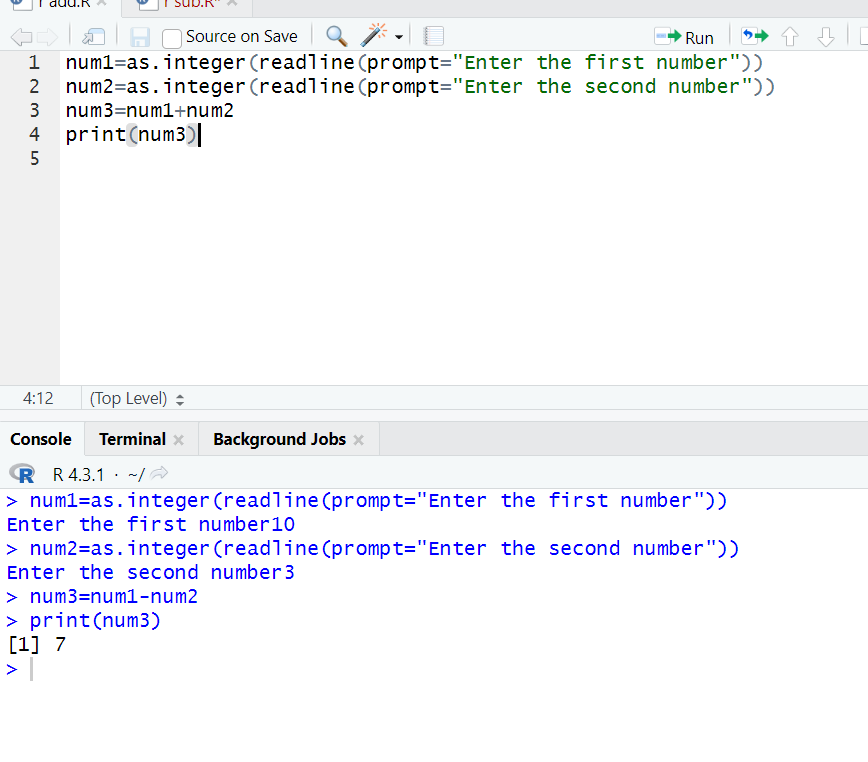 r add.R × r sub.R* ×
Source on Save Run
1 num1=as.integer(readline(prompt="Enter the first number"))
2 num2=as.integer(readline(prompt="Enter the second number"))
3 num3=num1+num2
4 print(num3)
5
4:12 (Top Level)
Console Terminal × Background Jobs ×
R R 4.3.1 · ~/
> num1=as.integer(readline(prompt="Enter the first number"))
Enter the first number10
> num2=as.integer(readline(prompt="Enter the second number"))
Enter the second number3
> num3=num1-num2
> print(num3)
[1] 7
>